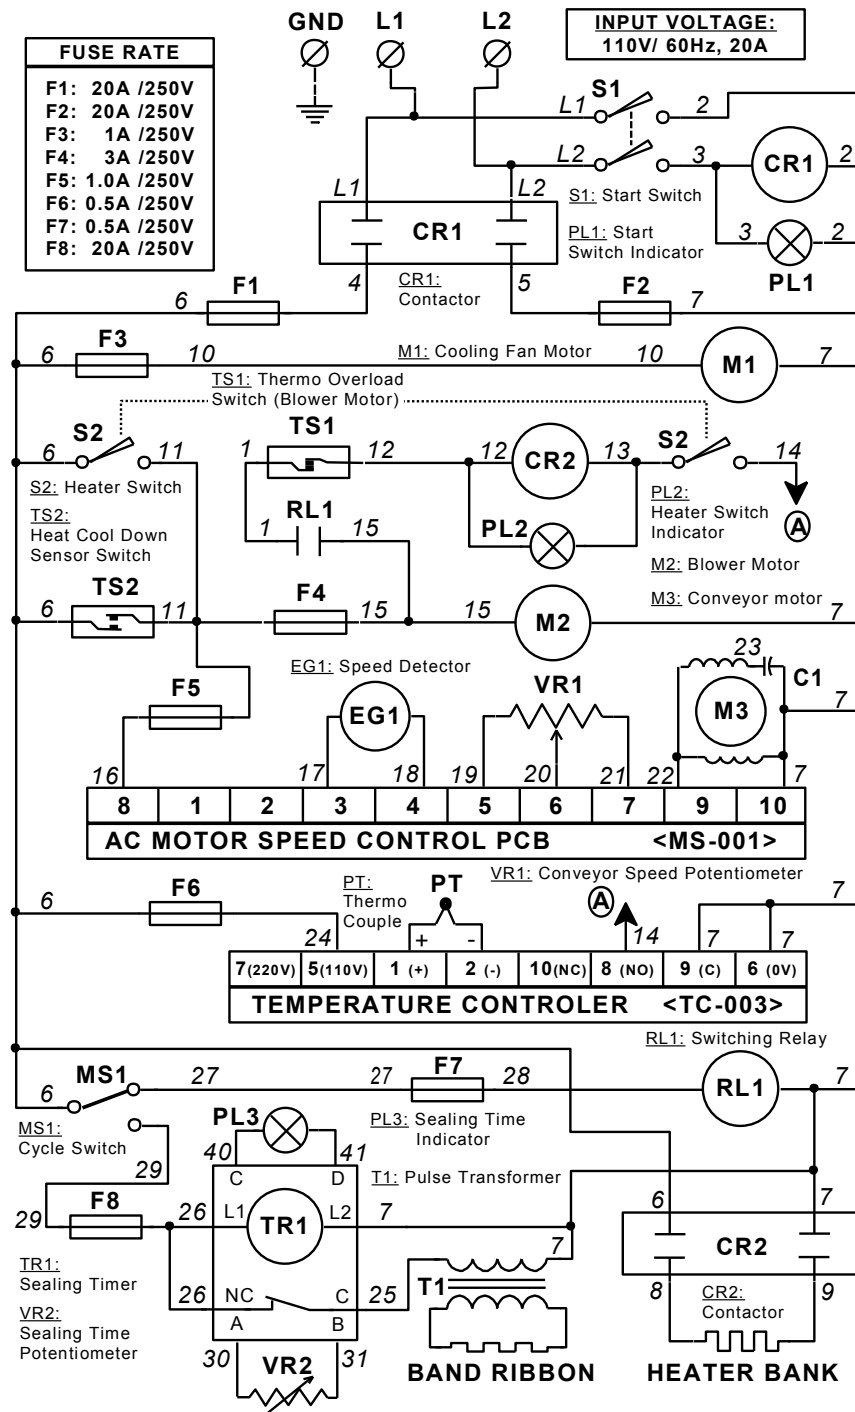 GND L1 L2
INPUT VOLTAGE:
110V/ 60Hz, 20A
FUSE RATE
F1: 20A /250V
F2: 20A /250V
F3: 1A /250V
F4: 3A /250V
F5: 1.0A /250V
F6: 0.5A /250V
F7: 0.5A /250V
F8: 20A /250V
S1
L1 2
L2 3 CR1 2
S1: Start Switch
L1 L2
CR1
PL1: Start
Switch Indicator
3 2
PL1
4 5
CR1:
Contactor
6 F1 F2 7
6 F3 10 10 M1 7
M1: Cooling Fan Motor
TS1: Thermo Overload
Switch (Blower Motor)
S2 TS1 S2
6 11 1 12 12 CR2 13 14
S2: Heater Switch
TS2:
Heat Cool Down
Sensor Switch
RL1
1 15
PL2
PL2:
Heater Switch
Indicator
A
M2: Blower Motor
M3: Conveyor motor
TS2 F4
6 11 15 15 M2 7
EG1: Speed Detector
F5 EG1 VR1 23 C1
M3 7
16 17 18 19 20 21 22 7
8 1 2 3 4 5 6 7 9 10
AC MOTOR SPEED CONTROL PCB <MS-001>
VR1: Conveyor Speed Potentiometer
6 F6 7
PT:
Thermo
Couple
PT
A
24 + - 14 7 7
7(220V) 5(110V) 1 (+) 2 (-) 10(NC) 8 (NO) 9 (C) 6 (0V)
TEMPERATURE CONTROLER <TC-003>
RL1: Switching Relay
MS1
6 27 27 F7 28 RL1 7
MS1:
Cycle Switch
PL3
PL3: Sealing Time
Indicator
40 41
C D
T1: Pulse Transformer
29
29 F8 26 L1 TR1 L2 7
6 7
CR2
7
TR1:
Sealing Timer
26 NC C 25
A B
T1
8 9
CR2:
Contactor
VR2:
Sealing Time
Potentiometer
30 31
VR2
BAND RIBBON HEATER BANK